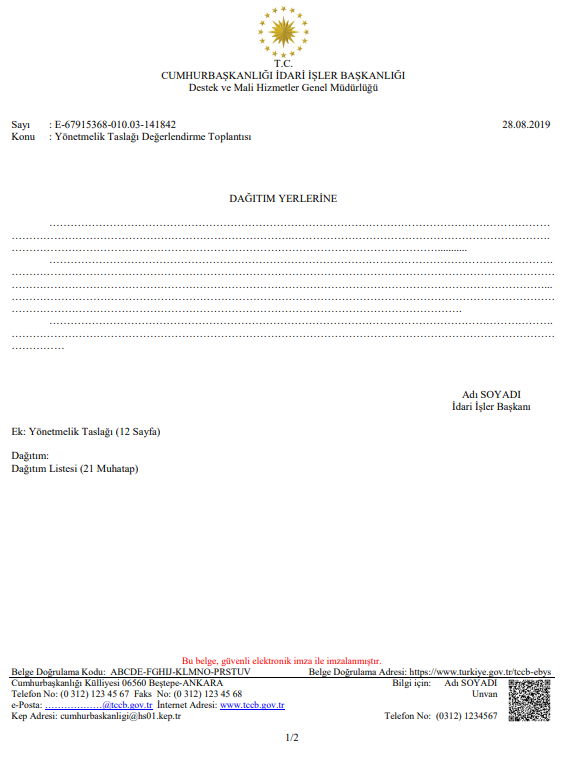 T.C.
CUMHURBAŞKANLIĞI İDARİ İŞLER BAŞKANLIĞI
Destek ve Mali Hizmetler Genel Müdürlüğü
Sayı : E-67915368-010.03-141842 28.08.2019
Konu : Yönetmelik Taslağı Değerlendirme Toplantısı
DAĞITIM YERLERİNE
……………………………………………………………………………………………………………………
……………………………………………………………………………………………………………………………
…………………………………………………………………………………………………………..........
……………………………………………………………………………………………………………………..
………………………………………………………………………………………………………………………………
……………………………………………………………………………………………………………………………...
………………………………………………………………………………………………………………………………
……………………………………………………………………………………………………….
……………………………………………………………………………………………………………………..
………………………………………………………………………………………………………………………………
……………
Adı SOYADI
İdari İşler Başkanı
Ek: Yönetmelik Taslağı (12 Sayfa)
Dağıtım:
Dağıtım Listesi (21 Muhatap)
Bu belge, güvenli elektronik imza ile imzalanmıştır.
Belge Doğrulama Kodu: ABCDE-FGHIJ-KLMNO-PRSTUV Belge Doğrulama Adresi: https://www.turkiye.gov.tr/tccb-ebys
Cumhurbaşkanlığı Külliyesi 06560 Beştepe-ANKARA Bilgi için: Adı SOYADI
Telefon No: (0 312) 123 45 67 Faks No: (0 312) 123 45 68 Unvan
e-Posta: ………………@tccb.gov.tr İnternet Adresi: www.tccb.gov.tr
Kep Adresi: cumhurbaskanligi@hs01.kep.tr Telefon No: (0312) 1234567
1/2